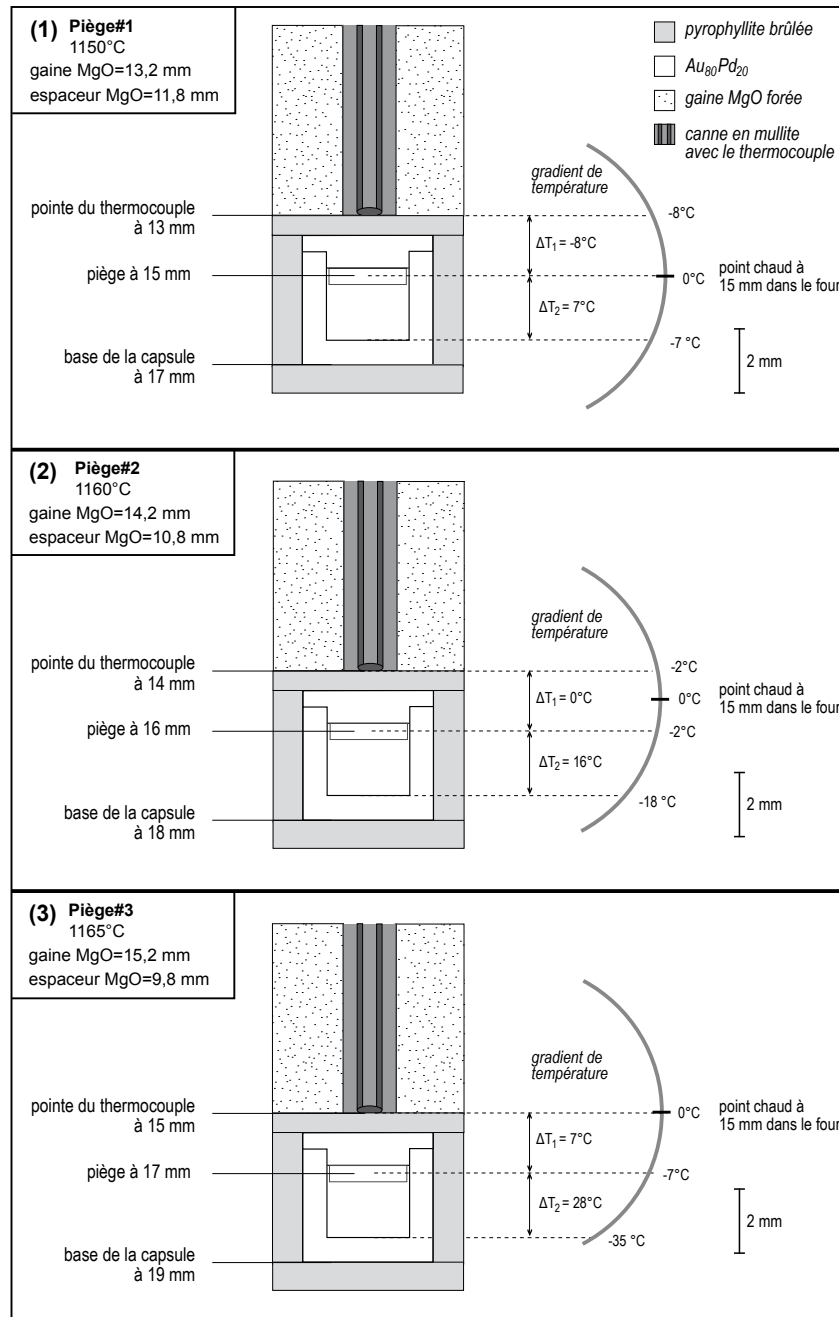 (1) Piège#1
1150°C
gaine MgO=13,2 mm
espaceur MgO=11,8 mm
pyrophyllite brûlée
Au80Pd20
gaine MgO forée
canne en mullite
avec le thermocouple
gradient de
température
pointe du thermocouple
à 13 mm
-8°C
ΔT1 = -8°C
piège à 15 mm
0°C
point chaud à
15 mm dans le four
ΔT2 = 7°C
-7 °C
base de la capsule
à 17 mm
2 mm
(2) Piège#2
1160°C
gaine MgO=14,2 mm
espaceur MgO=10,8 mm
gradient de
température
pointe du thermocouple
à 14 mm
-2°C
ΔT1 = 0°C
0°C
point chaud à
15 mm dans le four
piège à 16 mm
-2°C
ΔT2 = 16°C
-18 °C
base de la capsule
à 18 mm
2 mm
(3) Piège#3
1165°C
gaine MgO=15,2 mm
espaceur MgO=9,8 mm
gradient de
température
pointe du thermocouple
à 15 mm
0°C
point chaud à
15 mm dans le four
ΔT1 = 7°C
piège à 17 mm
-7°C
ΔT2 = 28°C
-35 °C
base de la capsule
à 19 mm
2 mm